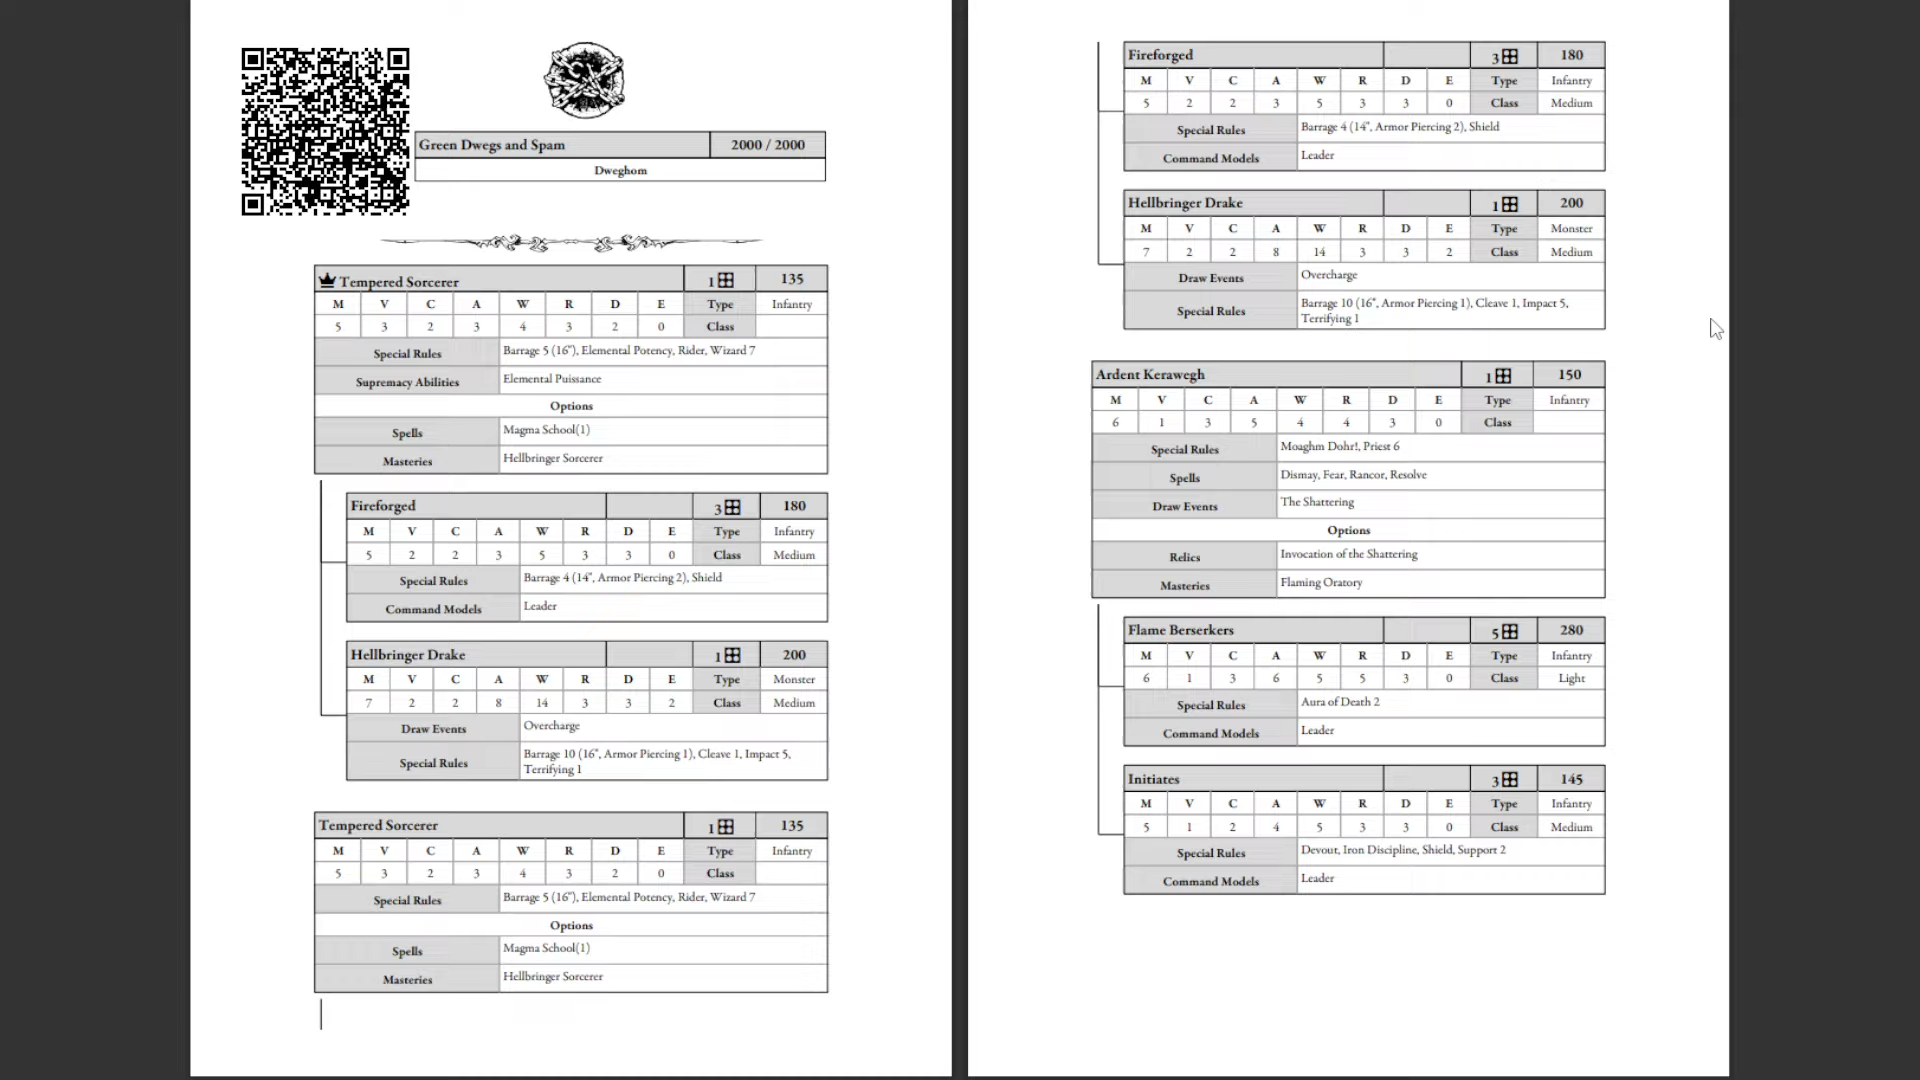 Green Dwegs and Spam 2000 / 2000
Dweghom
Tempered Sorcerer 1 135
M V C A W R D E Type Infantry
5 3 2 3 4 3 2 0 Class
Special Rules Barrage 5 (16"), Elemental Potency, Rider, Wizard 7
Supremacy Abilities Elemental Puissance
Options
Spells Magma School(1)
Masteries Hellbringer Sorcerer
Fireforged 3 180
M V C A W R D E Type Infantry
5 2 2 3 5 3 3 0 Class Medium
Special Rules Barrage 4 (14", Armor Piercing 2), Shield
Command Models Leader
Hellbringer Drake 1 200
M V C A W R D E Type Monster
7 2 2 8 14 3 3 2 Class Medium
Draw Events Overcharge
Special Rules Barrage 10 (16", Armor Piercing 1), Cleave 1, Impact 5,
Terrifying 1
Tempered Sorcerer 1 135
M V C A W R D E Type Infantry
5 3 2 3 4 3 2 0 Class
Special Rules Barrage 5 (16"), Elemental Potency, Rider, Wizard 7
Options
Spells Magma School(1)
Masteries Hellbringer Sorcerer
Fireforged 3 180
M V C A W R D E Type Infantry
5 2 2 3 5 3 3 0 Class Medium
Special Rules Barrage 4 (14", Armor Piercing 2), Shield
Command Models Leader
Hellbringer Drake 1 200
M V C A W R D E Type Monster
7 2 2 8 14 3 3 2 Class Medium
Draw Events Overcharge
Special Rules Barrage 10 (16", Armor Piercing 1), Cleave 1, Impact 5,
Terrifying 1
Ardent Kerawegh 1 150
M V C A W R D E Type Infantry
6 1 3 5 4 4 3 0 Class
Special Rules Moaghm Dohr!, Priest 6
Spells Dismay, Fear, Rancor, Resolve
Draw Events The Shattering
Options
Relics Invocation of the Shattering
Masteries Flaming Oratory
Flame Berserkers 5 280
M V C A W R D E Type Infantry
6 1 3 6 5 5 3 0 Class Light
Special Rules Aura of Death 2
Command Models Leader
Initiates 3 145
M V C A W R D E Type Infantry
5 1 2 4 5 3 3 0 Class Medium
Special Rules Devout, Iron Discipline, Shield, Support 2
Command Models Leader